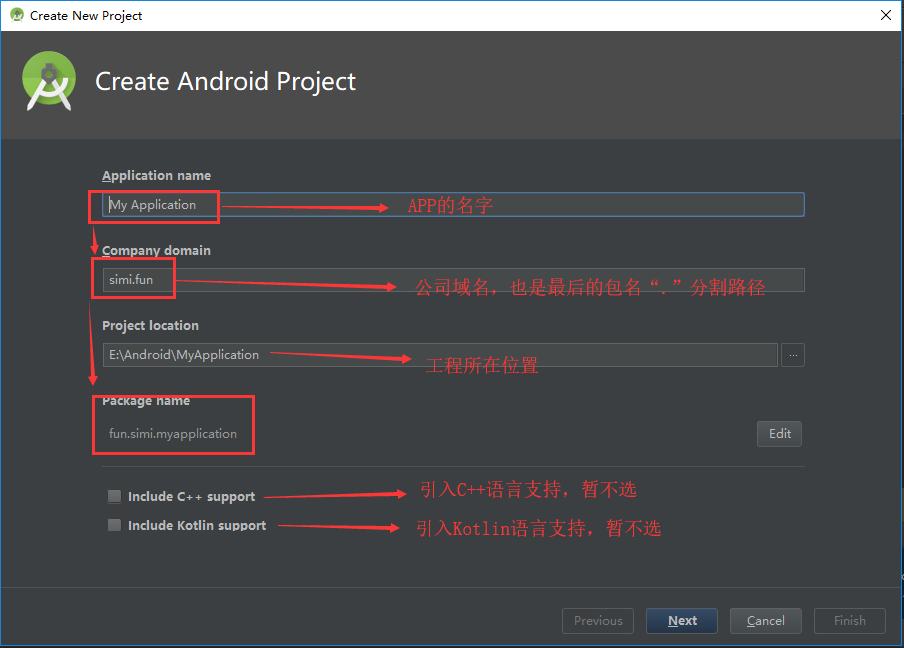 Create New Project
Create Android Project
Application name
My Application
APP的名字
Company domain
simi.fun
公司域名，也是最后的包名“.”分割路径
Project location
E:\Android\MyApplication
...
工程所在位置
Package name
fun.simi.myapplication
Edit
Include C++ support
引入C++语言支持，暂不选
Include Kotlin support
引入Kotlin语言支持，暂不选
Previous
Next
Cancel
Finish